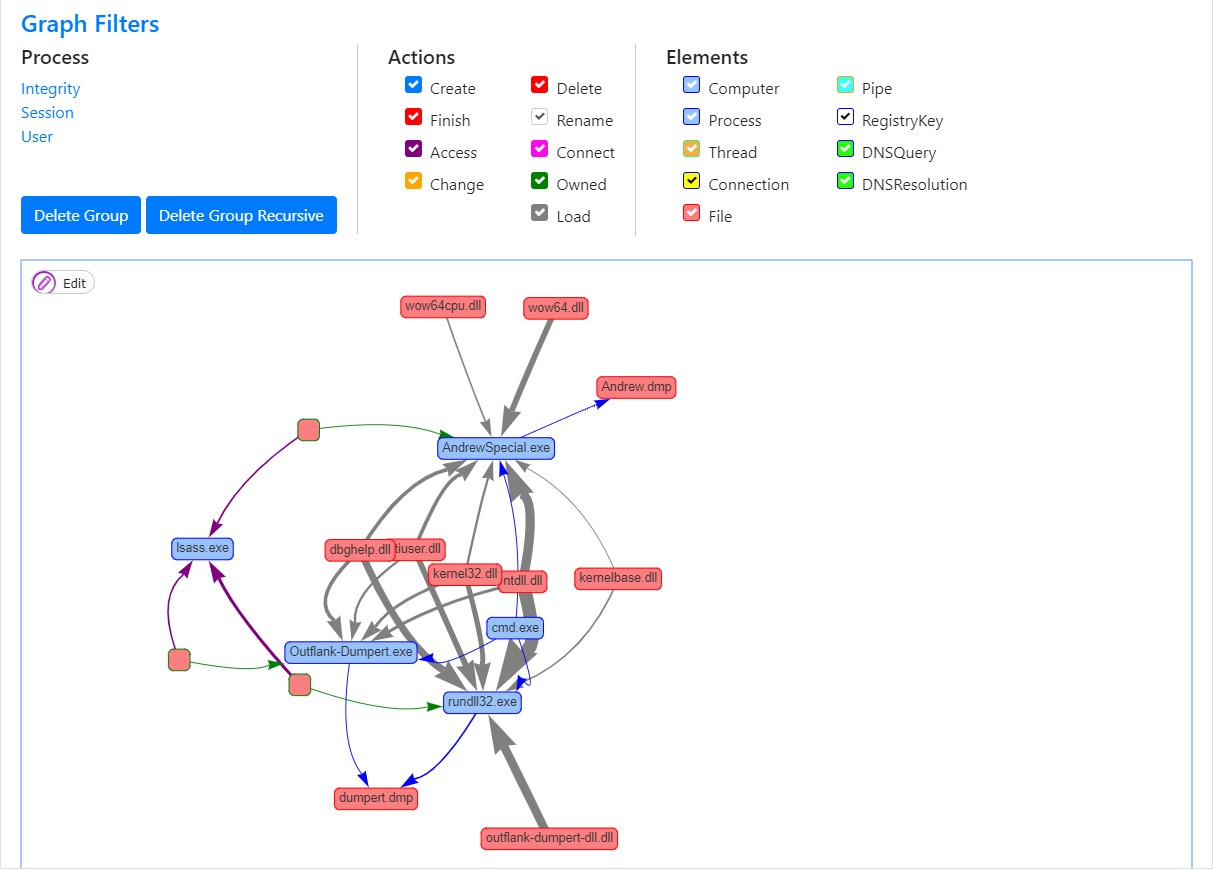 Graph Filters
Process
Integrity
Session
User
Delete Group
Delete Group Recursive
Actions
Create
Delete
Finish
Rename
Access
Connect
Change
Owned
Load
Elements
Computer
Pipe
Process
RegistryKey
Thread
DNSQuery
Connection
DNSResolution
File
Edit
wow64cpu.dll
wow64.dll
Andrew.dmp
AndrewSpecial.exe
lsass.exe
dbghelp.dll
tiuser.dll
kernel32.dll
ntdll.dll
kernelbase.dll
cmd.exe
Outflank-Dumpert.exe
rundll32.exe
dumpert.dmp
outflank-dumpert-dll.dll